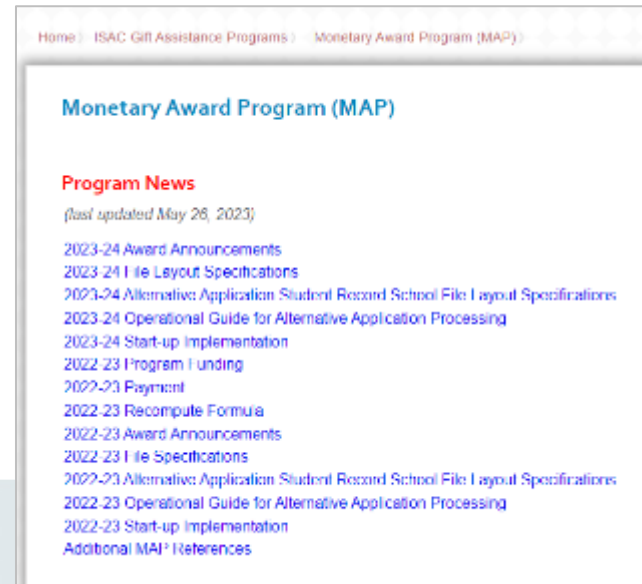 Home ISAC Gift Assistance Programs Monetary Award Program (MAP)
Monetary Award Program (MAP)
Program News
(last updated May 26, 2023)
2023-24 Award Announcements
2023-24 File Layout Specifications
2023-24 Alternative Application Student Record School File Layout Specifications
2023-24 Operational Guide for Alternative Application Processing
2023-24 Start-up Implementation
2022-23 Program Funding
2022-23 Payment
2022-23 Recompute Formula
2022-23 Award Announcements
2022-23 File Specifications
2022-23 Alternative Application Student Record School File Layout Specifications
2022-23 Operational Guide for Alternative Application Processing
2022-23 Start-up Implementation
Additional MAP References